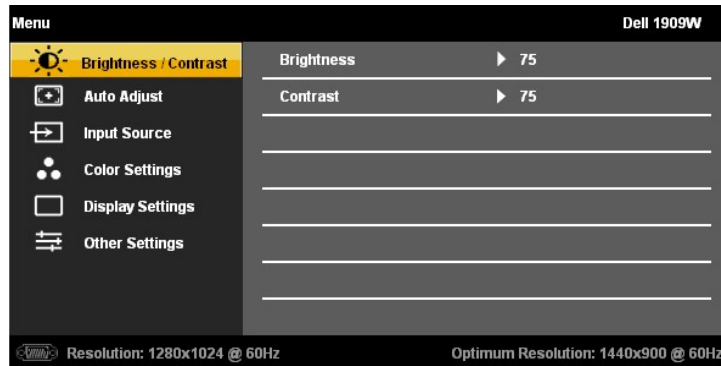 Menu Dell 1909W
Brightness / Contrast Brightness 75
Auto Adjust Contrast 75
Input Source
Color Settings
Display Settings
Other Settings
Resolution: 1280x1024 @ 60Hz Optimum Resolution: 1440x900 @ 60Hz